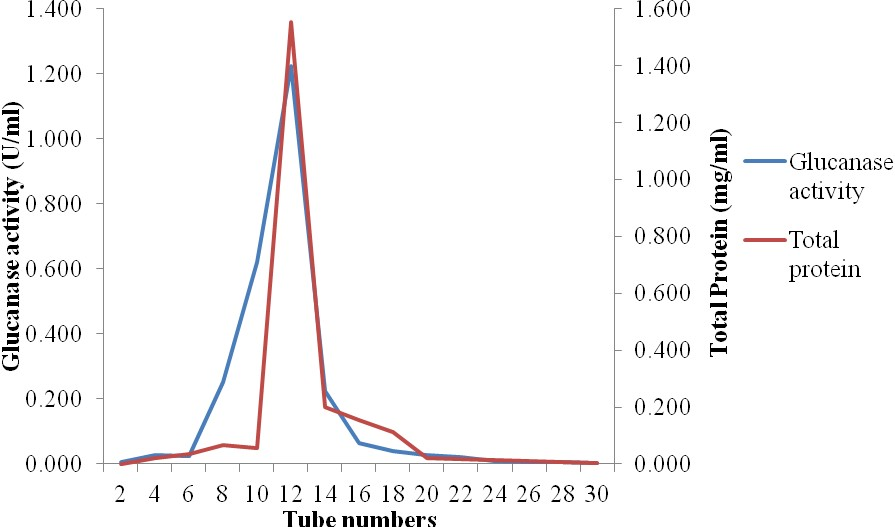 1.400
1.200
1.000
0.800
0.600
0.400
0.200
0.000
Glucanase activity (U/ml)
1.600
1.400
1.200
1.000
0.800
0.600
0.400
0.200
0.000
Total Protein (mg/ml)
Glucanase
activity
Total
protein
2 4 6 8 10 12 14 16 18 20 22 24 26 28 30
Tube numbers